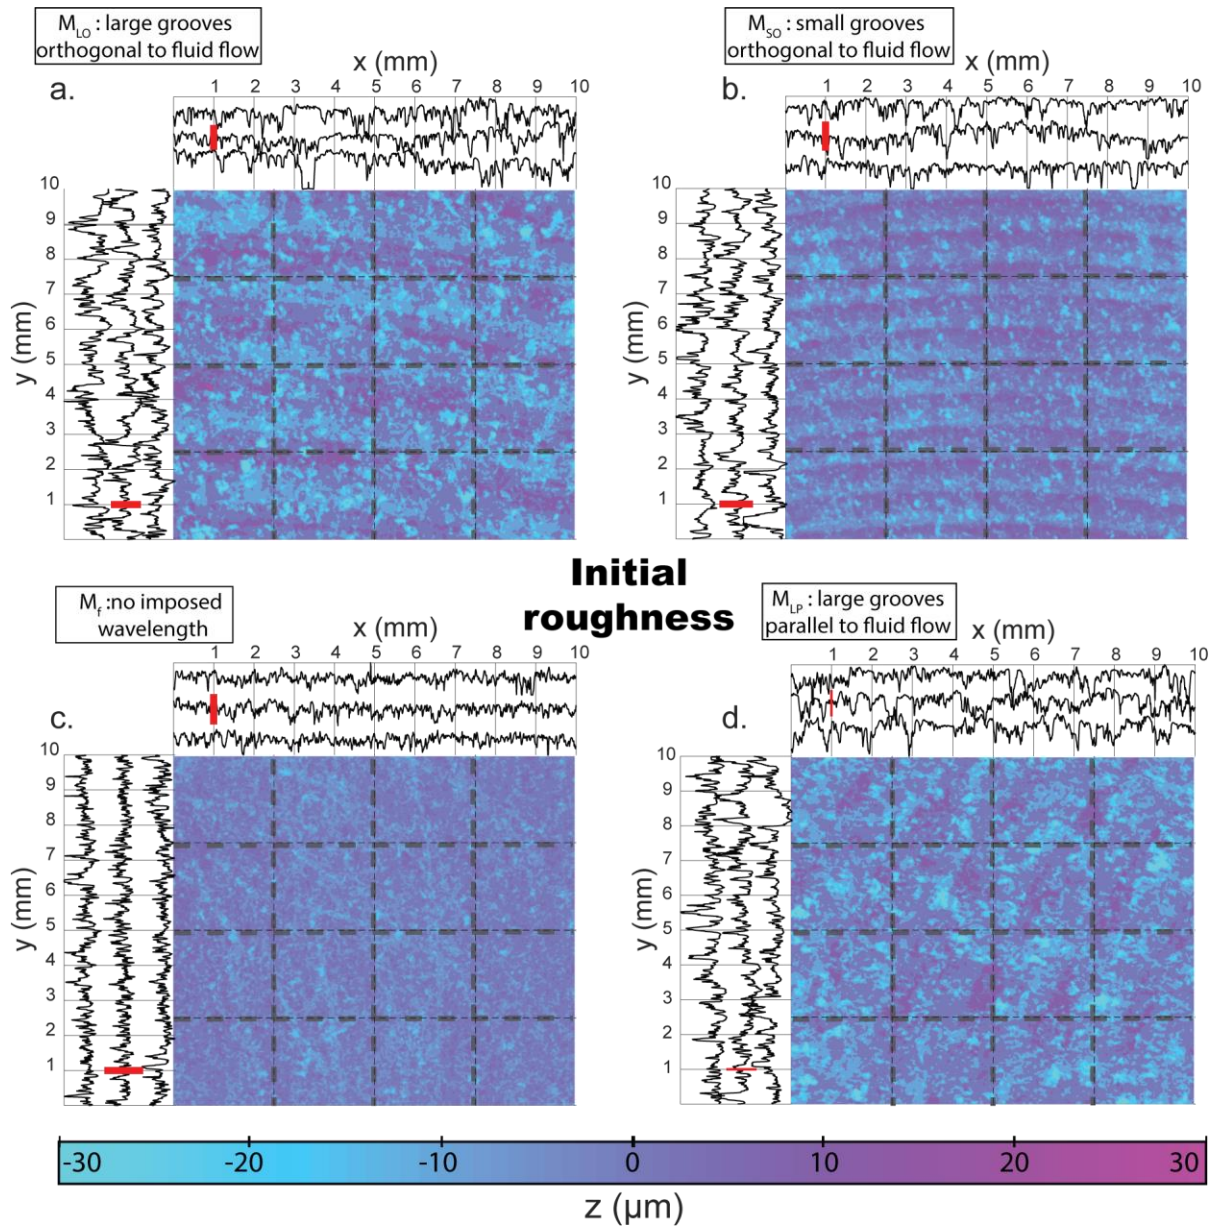 M_LO : large grooves
orthogonal to fluid flow
a.
x (mm)
1 2 3 4 5 6 7 8 9 10
10
9
8
7
6
5
4
3
2
1
y (mm)
M_SO : small grooves
orthogonal to fluid flow
b.
x (mm)
1 2 3 4 5 6 7 8 9 10
10
9
8
7
6
5
4
3
2
1
y (mm)
Initial
roughness
M_f :no imposed
wavelength
c.
x (mm)
1 2 3 4 5 6 7 8 9 10
10
9
8
7
6
5
4
3
2
1
y (mm)
M_LP : large grooves
parallel to fluid flow
d.
x (mm)
1 2 3 4 5 6 7 8 9 10
10
9
8
7
6
5
3
2
1
y (mm)
-30 -20 -10 0 10 20 30
z (µm)